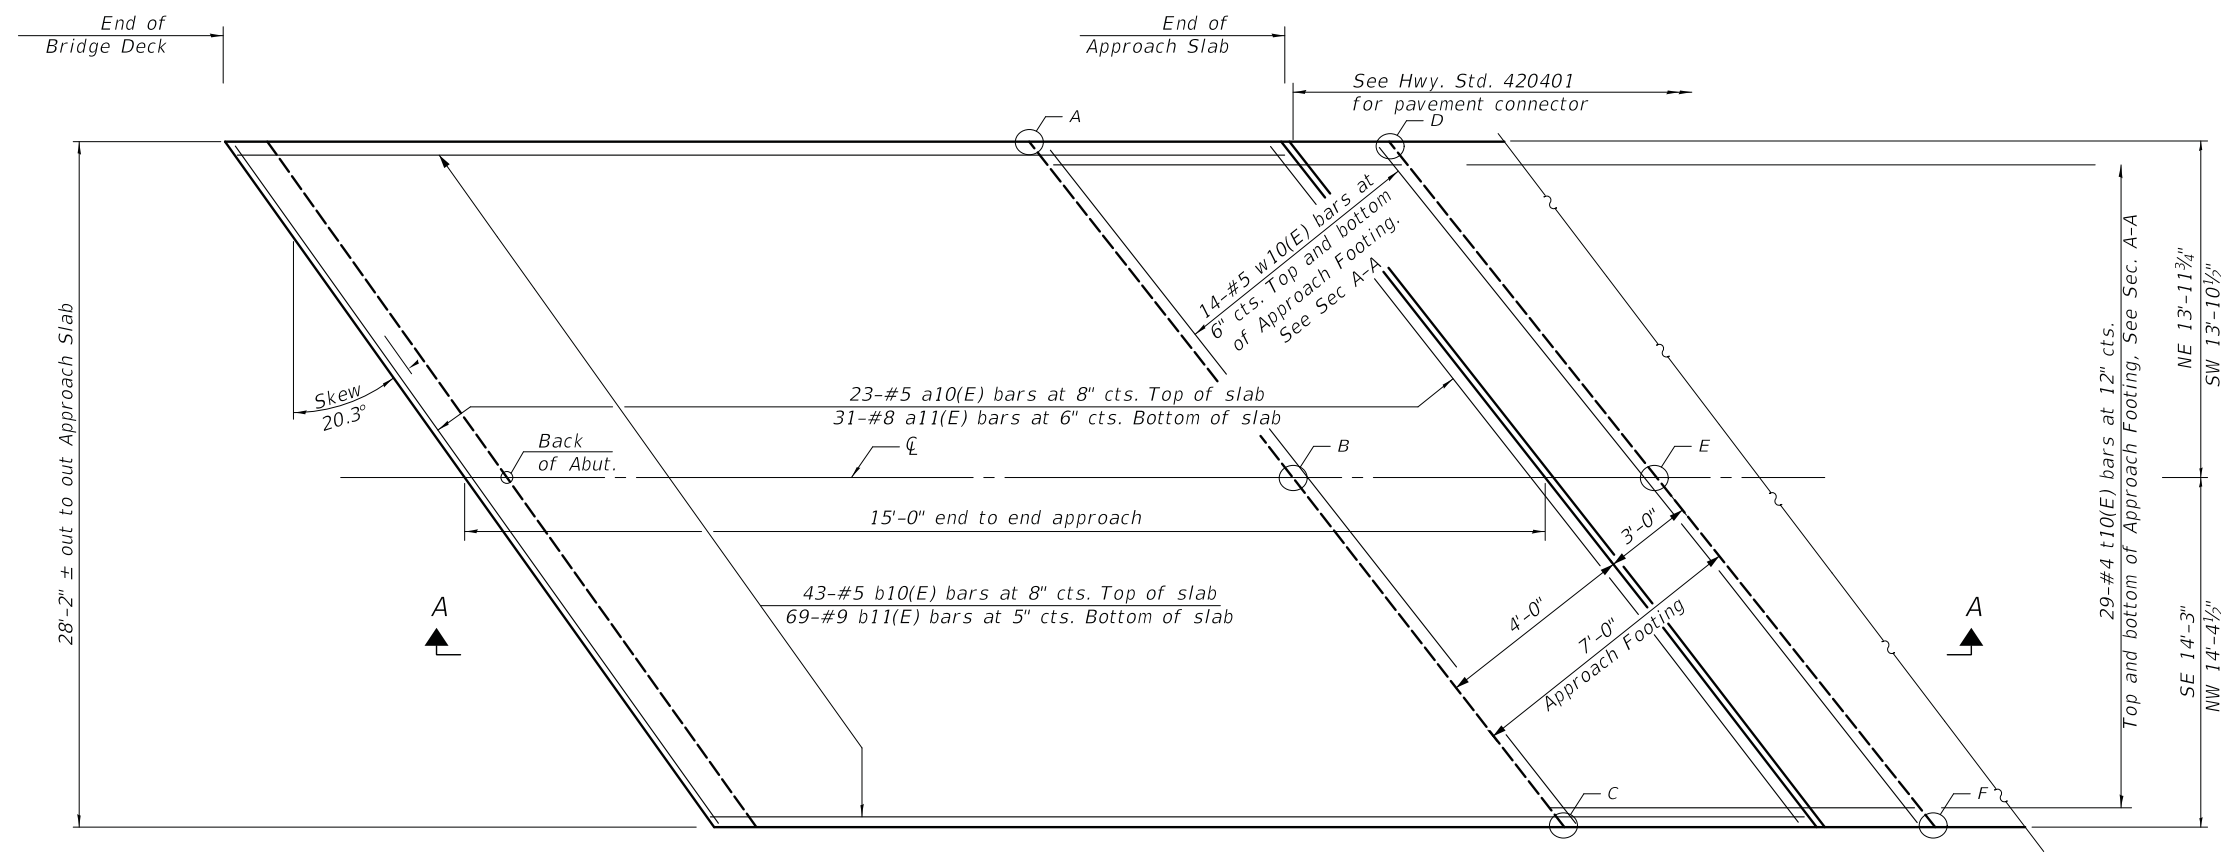 End of
Bridge Deck
End of
Approach Slab
See Hwy. Std. 420401
for pavement connector
A
D
14-#5 w10(E) bars at
6" cts. Top and bottom
of Approach Footing.
See Sec A-A
28'-2" ± out to out Approach Slab
Skew
20.3°
23-#5 a10(E) bars at 8" cts. Top of slab
31-#8 a11(E) bars at 6" cts. Bottom of slab
Back
of Abut.
℄
B
E
15'-0" end to end approach
3'-0"
4'-0"
7'-0"
Approach Footing
43-#5 b10(E) bars at 8" cts. Top of slab
69-#9 b11(E) bars at 5" cts. Bottom of slab
A
A
C
F
29-#4 t10(E) bars at 12" cts.
Top and bottom of Approach Footing, See Sec. A-A
NE 13'-11¾"
SW 13'-10½"
SE 14'-3"
NW 14'-4½"